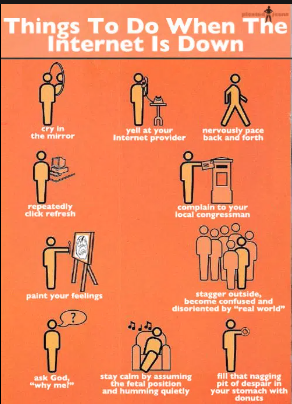 Things To Do When The
Internet Is Down
cry in
the mirror
yell at your
Internet provider
nervously pace
back and forth
repeatedly
click refresh
complain to your
local congressman
paint your feelings
stagger outside,
become confused and
disoriented by "real world"
?
ask God,
"why me?"
stay calm by assuming
the fetal position
and humming quietly
fill that nagging
pit of despair in
your stomach with
donuts